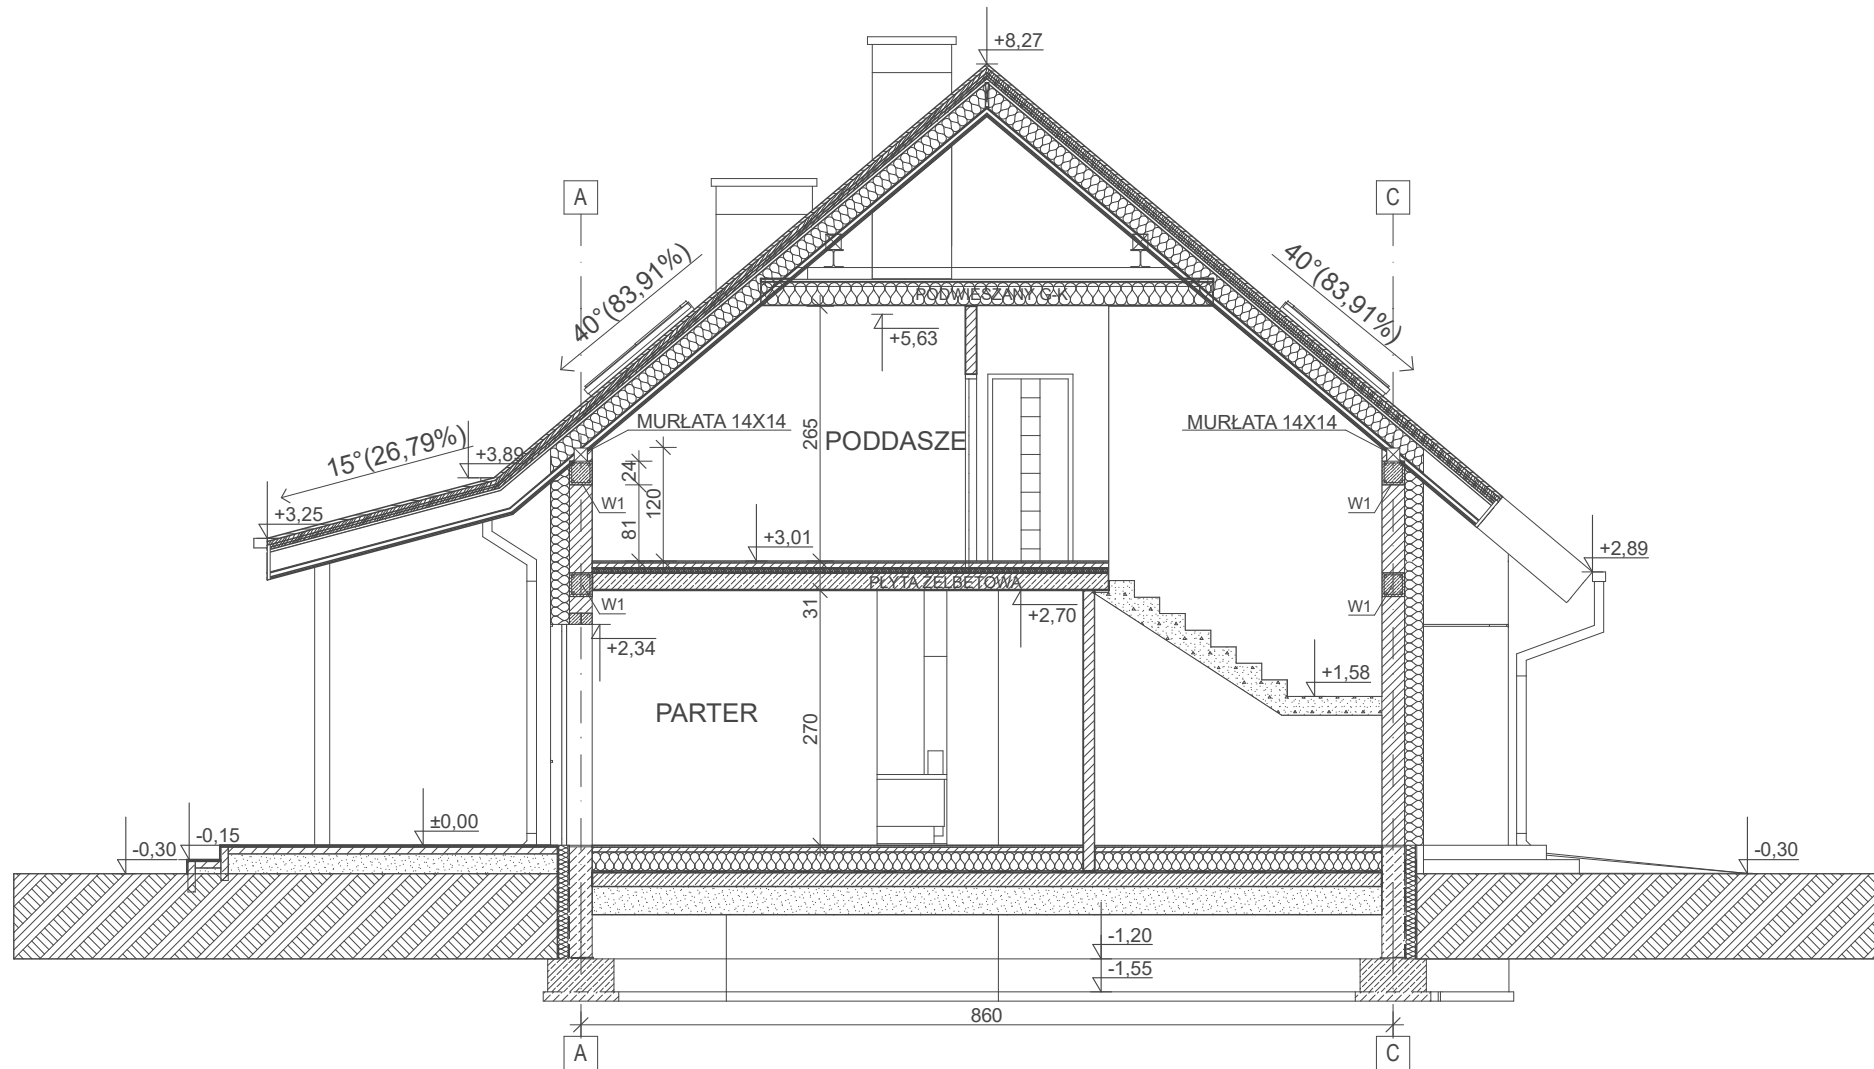 +8,27
A
C
40°(83,91%)
40°(83,91%)
PODWIESZANY G-K
+5,63
MURŁATA 14X14
MURŁATA 14X14
265
PODDASZE
15°(26,79%)
+3,89
24
120
81
W1
W1
+3,25
+3,01
+2,89
PŁYTA ŻELBETOWA
W1
W1
31
+2,70
+2,34
+1,58
PARTER
270
±0,00
-0,15
-0,30
-0,30
-1,20
-1,55
860
A
C